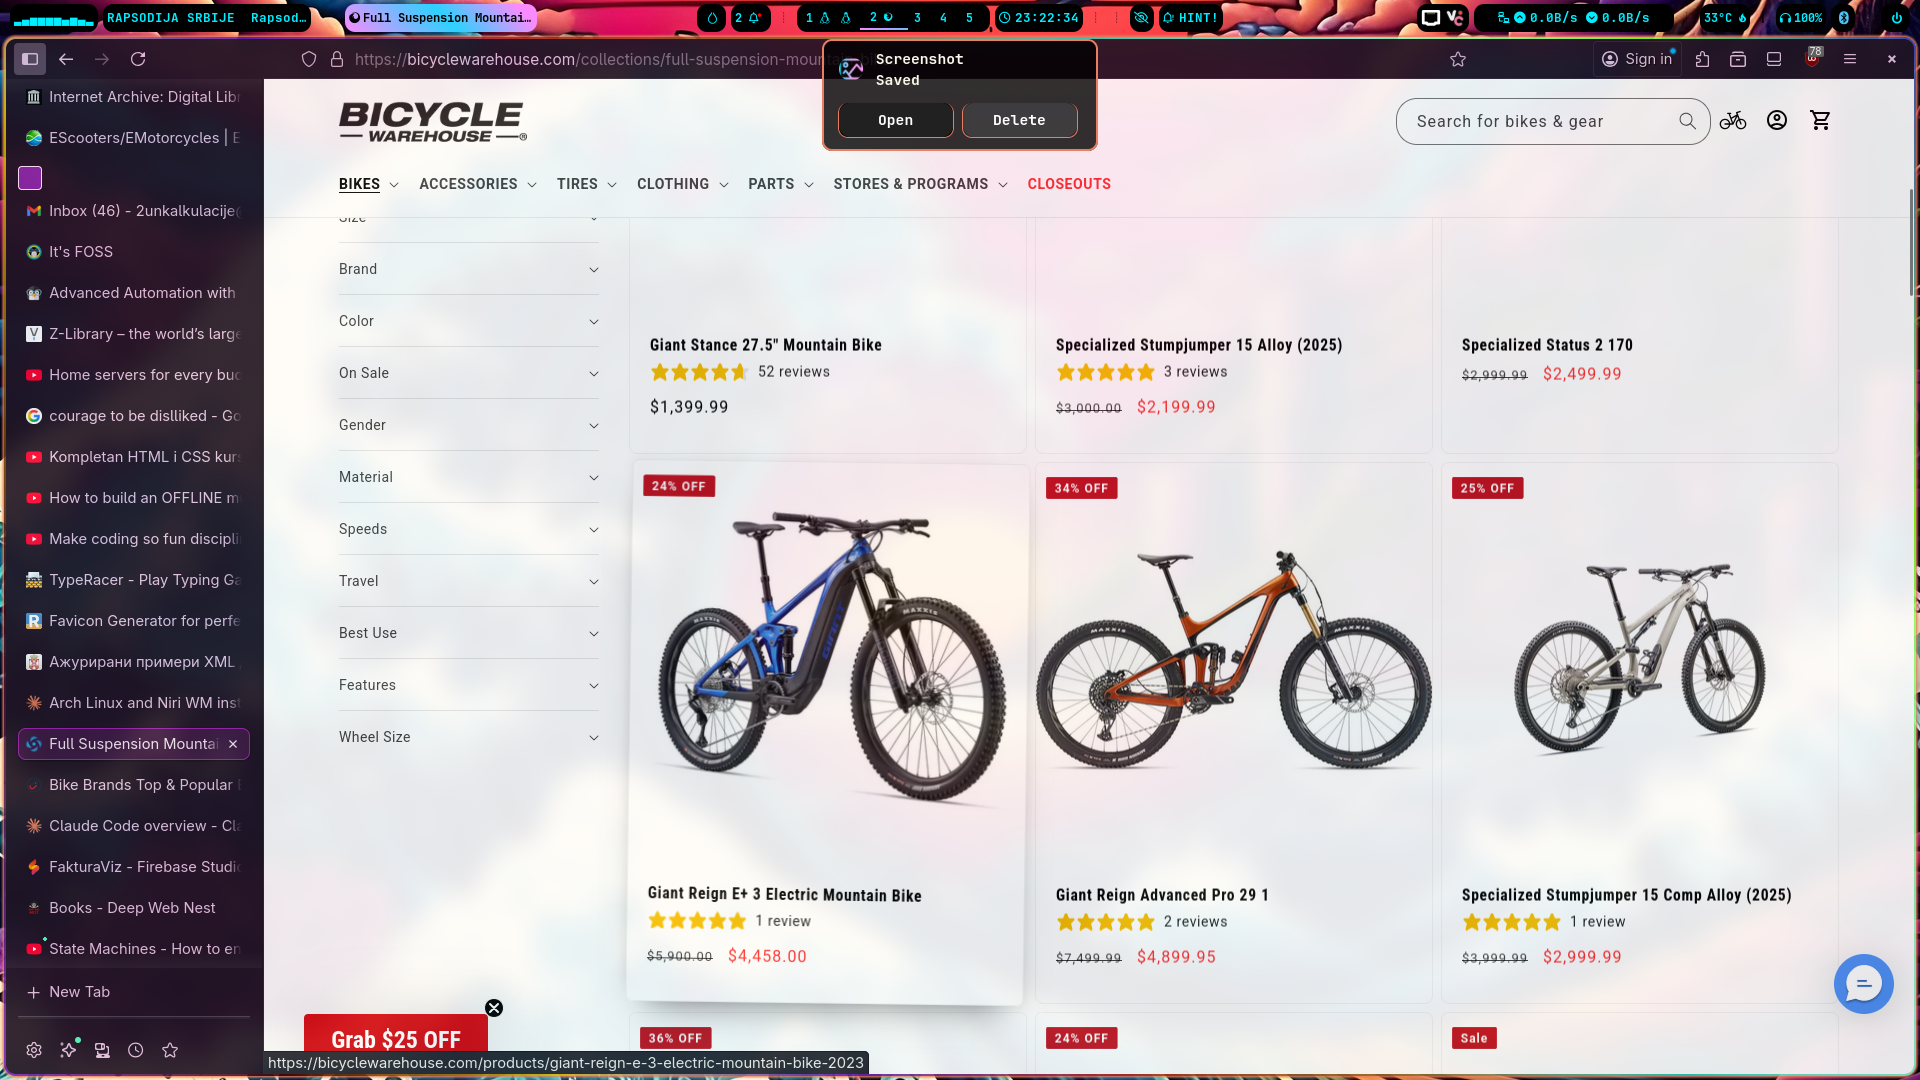 RAPSODIJA SRBIJE Rapsod…
Full Suspension Mountai…
2
1
2
3
4
5
23:22:34
HINT!
0.0B/s
0.0B/s
33°C
100%
https://bicyclewarehouse.com/collections/full-suspension-moun
Sign in
78
Screenshot
Saved
Open
Delete
Internet Archive: Digital Libr
EScooters/EMotorcycles | E
Inbox (46) - 2unkalkulacije
It's FOSS
Advanced Automation with
Z-Library – the world's large
Home servers for every bud
courage to be dislliked - Go
Kompletan HTML i CSS kurs
How to build an OFFLINE m
Make coding so fun discipli
TypeRacer - Play Typing Ga
Favicon Generator for perfe
Ажурирани примери XML
Arch Linux and Niri WM inst
Full Suspension Mountai
Bike Brands Top & Popular
Claude Code overview - Cla
FakturaViz - Firebase Studio
Books - Deep Web Nest
State Machines - How to en
New Tab
BICYCLE
WAREHOUSE
Search for bikes & gear
BIKES
ACCESSORIES
TIRES
CLOTHING
PARTS
STORES & PROGRAMS
CLOSEOUTS
Size
Brand
Color
On Sale
Gender
Material
Speeds
Travel
Best Use
Features
Wheel Size
Giant Stance 27.5" Mountain Bike
52 reviews
$1,399.99
Specialized Stumpjumper 15 Alloy (2025)
3 reviews
$3,000.00 $2,199.99
Specialized Status 2 170
$2,999.99 $2,499.99
24% OFF
MAXXIS
MAXXIS
GIANT
Giant Reign E+ 3 Electric Mountain Bike
1 review
$5,900.00 $4,458.00
34% OFF
MAXXIS
MAXXIS
Giant Reign Advanced Pro 29 1
2 reviews
$7,499.99 $4,899.95
25% OFF
Specialized Stumpjumper 15 Comp Alloy (2025)
1 review
$3,999.99 $2,999.99
36% OFF
24% OFF
Sale
Grab $25 OFF
https://bicyclewarehouse.com/products/giant-reign-e-3-electric-mountain-bike-2023